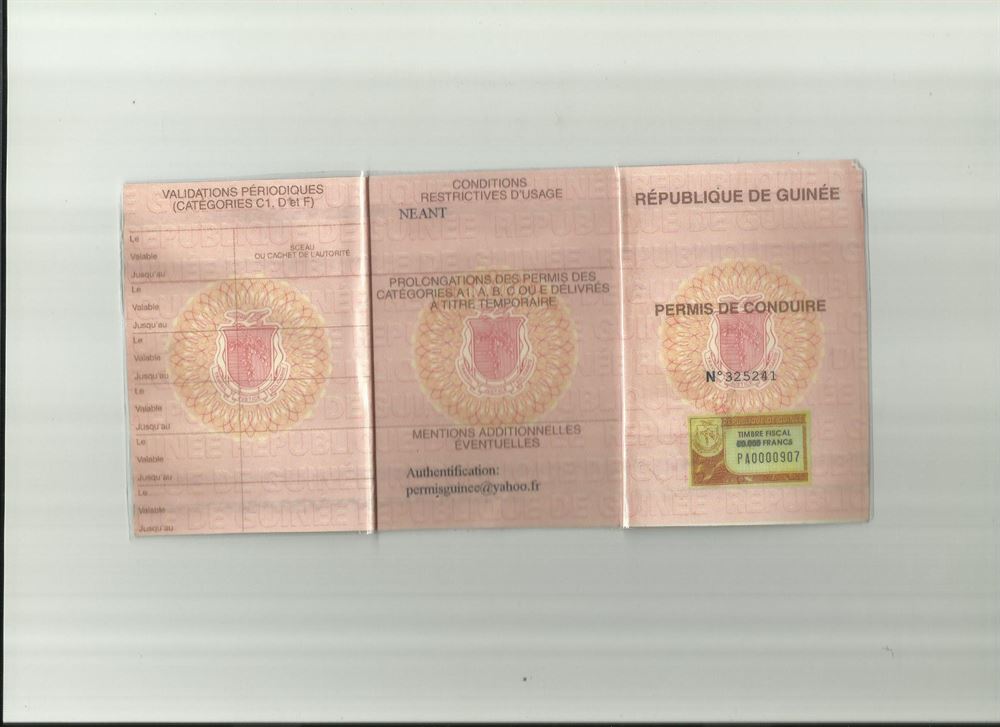 VALIDATIONS PÉRIODIQUES
(CATÉGORIES C1, D et F)
SCEAU
OU CACHET DE L'AUTORITÉ
Le
Valable
Jusqu'au
Le
Valable
Jusqu'au
Le
Valable
Jusqu'au
Le
Valable
Jusqu'au
Le
Valable
Jusqu'au
Le
Valable
Jusqu'au
CONDITIONS
RESTRICTIVES D'USAGE
NEANT
PROLONGATIONS DES PERMIS DES
CATÉGORIES A1, A, B, C OU E DÉLIVRÉS
A TITRE TEMPORAIRE
MENTIONS ADDITIONNELLES
ÉVENTUELLES
Authentification:
permisguinee@yahoo.fr
RÉPUBLIQUE DE GUINÉE
PERMIS DE CONDUIRE
N°325241
REPUBLIQUE DE GUINEE
TIMBRE FISCAL
FRANCS
PA0000907